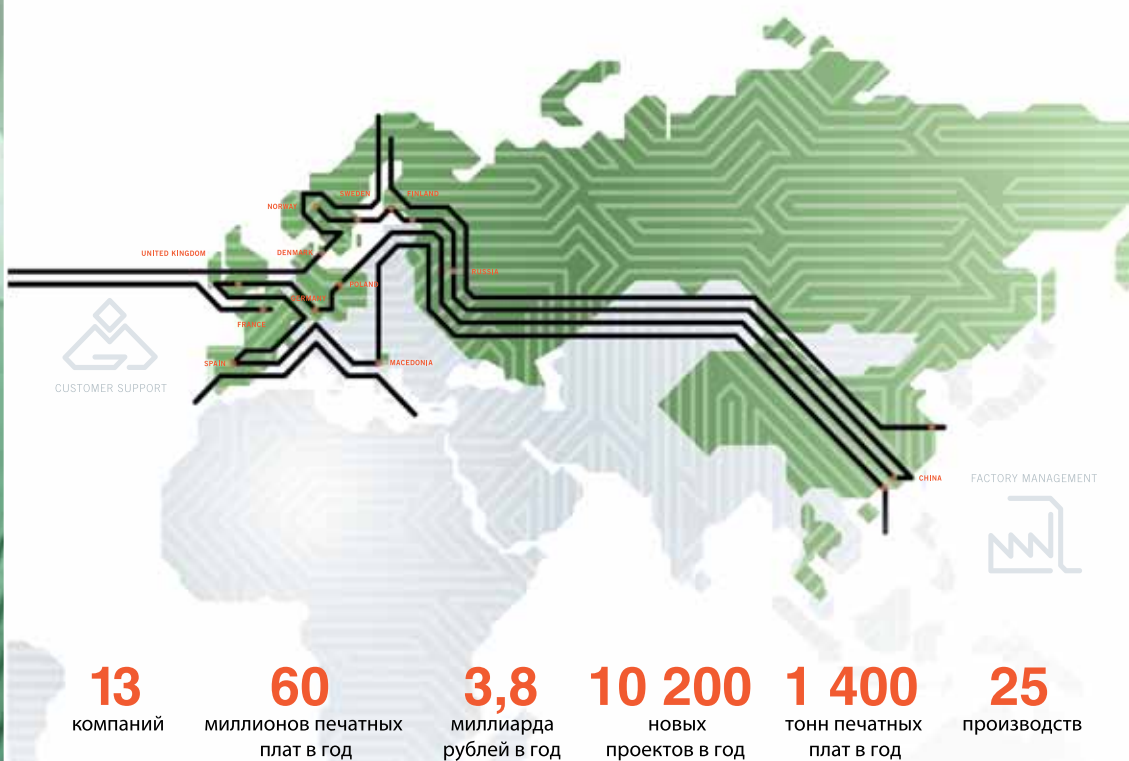 SWEDEN
FINLAND
NORWAY
UNITED KINGDOM
DENMARK
RUSSIA
POLAND
GERMANY
FRANCE
SPAIN
MACEDONIA
CUSTOMER SUPPORT
CHINA
FACTORY MANAGEMENT
13
компаний
60
миллионов печатных
плат в год
3,8
миллиарда
рублей в год
10 200
новых
проектов в год
1 400
тонн печатных
плат в год
25
производств